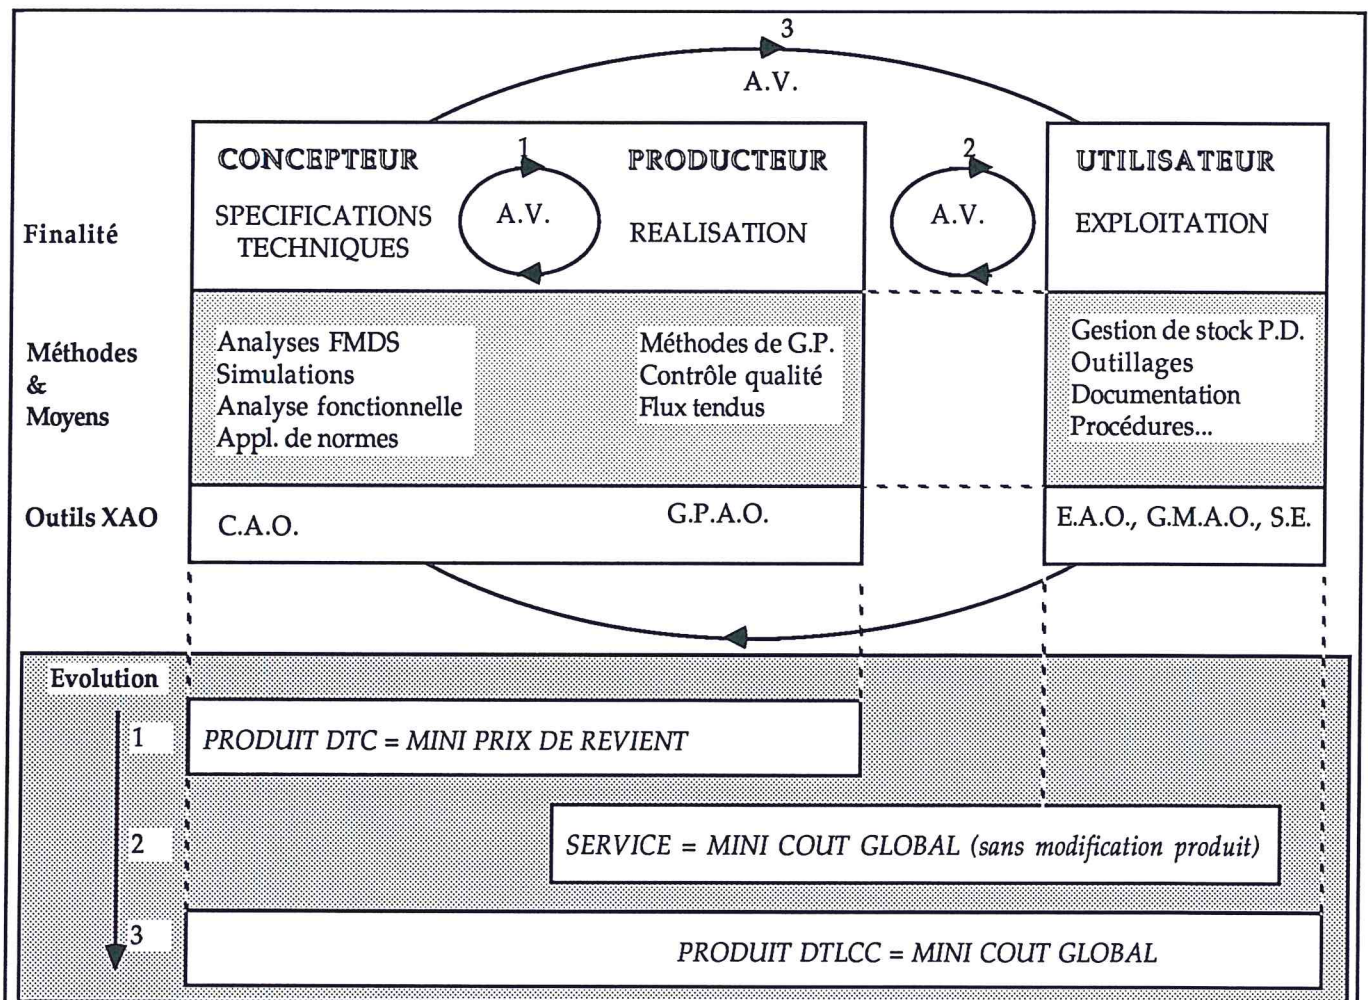 3
A.V.
CONCEPTEUR
1
PRODUCTEUR
2
UTILISATEUR
Finalité
SPECIFICATIONS
TECHNIQUES
A.V.
REALISATION
A.V.
EXPLOITATION
Méthodes
&
Moyens
Analyses FMDS
Simulations
Analyse fonctionnelle
Appl. de normes
Méthodes de G.P.
Contrôle qualité
Flux tendus
Gestion de stock P.D.
Outillages
Documentation
Procédures...
Outils XAO
C.A.O.
G.P.A.O.
E.A.O., G.M.A.O., S.E.
Evolution
1
PRODUIT DTC = MINI PRIX DE REVIENT
2
SERVICE = MINI COUT GLOBAL (sans modification produit)
3
PRODUIT DTLCC = MINI COUT GLOBAL